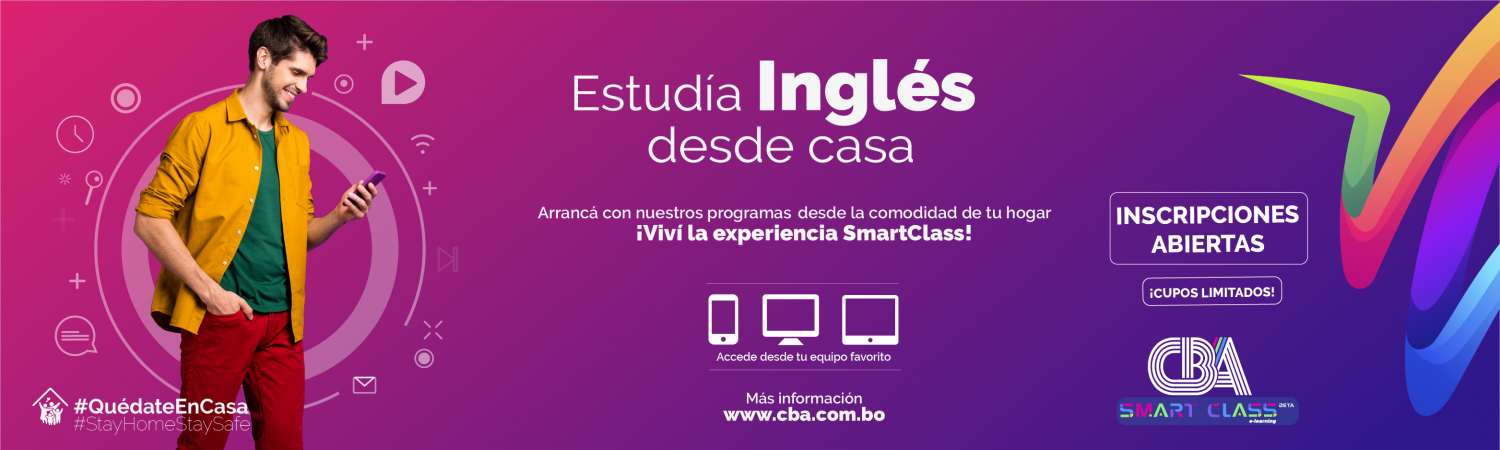 Estudía Inglés
desde casa
Arrancá con nuestros programas desde la comodidad de tu hogar
¡Viví la experiencia SmartClass!
Accede desde tu equipo favorito
Más información
www.cba.com.bo
INSCRIPCIONES
ABIERTAS
¡CUPOS LIMITADOS!
CBA
SMART CLASS BETA
e-learning
#QuédateEnCasa
#StayHomeStaySafe